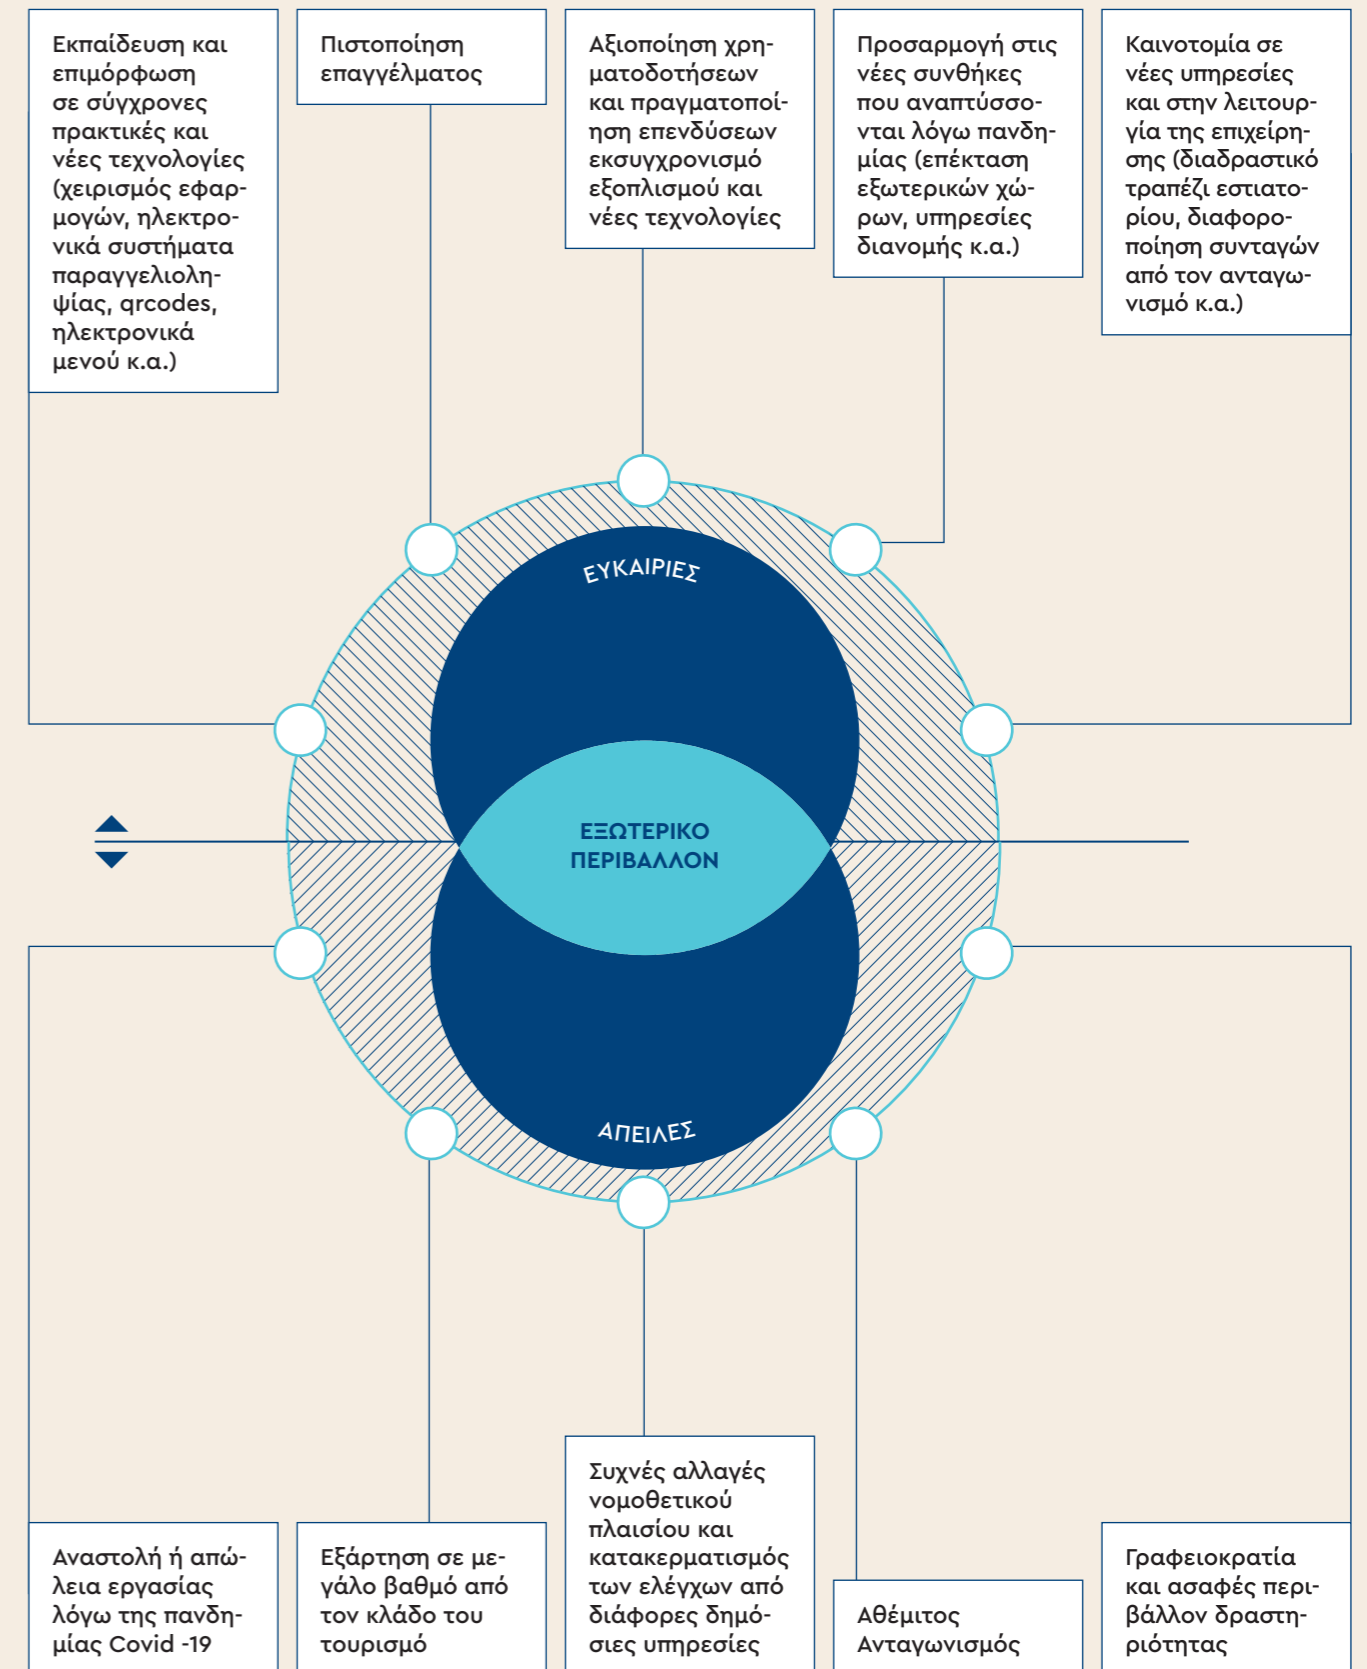 Εκπαίδευση και
επιμόρφωση
σε σύγχρονες
πρακτικές και
νέες τεχνολογίες
(χειρισμός εφαρ-
μογών, ηλεκτρο-
νικά συστήματα
παραγγελιολη-
ψίας, qrcodes,
ηλεκτρονικά
μενού κ.α.)
Πιστοποίηση
επαγγέλματος
Αξιοποίηση χρη-
ματοδοτήσεων
και πραγματοποί-
ηση επενδύσεων
εκσυγχρονισμό
εξοπλισμού και
νέες τεχνολογίες
Προσαρμογή στις
νέες συνθήκες
που αναπτύσσο-
νται λόγω πανδη-
μίας (επέκταση
εξωτερικών χώ-
ρων, υπηρεσίες
διανομής κ.α.)
Καινοτομία σε
νέες υπηρεσίες
και στην λειτουρ-
γία της επιχείρη-
σης (διαδραστικό
τραπέζι εστιατο-
ρίου, διαφορο-
ποίηση συνταγών
από τον ανταγω-
νισμό κ.α.)
ΕΥΚΑΙΡΙΕΣ
ΕΞΩΤΕΡΙΚΟ
ΠΕΡΙΒΑΛΛΟΝ
ΑΠΕΙΛΕΣ
Αναστολή ή απώ-
λεια εργασίας
λόγω της πανδη-
μίας Covid -19
Εξάρτηση σε με-
γάλο βαθμό από
τον κλάδο του
τουρισμό
Συχνές αλλαγές
νομοθετικού
πλαισίου και
κατακερματισμός
των ελέγχων από
διάφορες δημό-
σιες υπηρεσίες
Αθέμιτος
Ανταγωνισμός
Γραφειοκρατία
και ασαφές περι-
βάλλον δραστη-
ριότητας